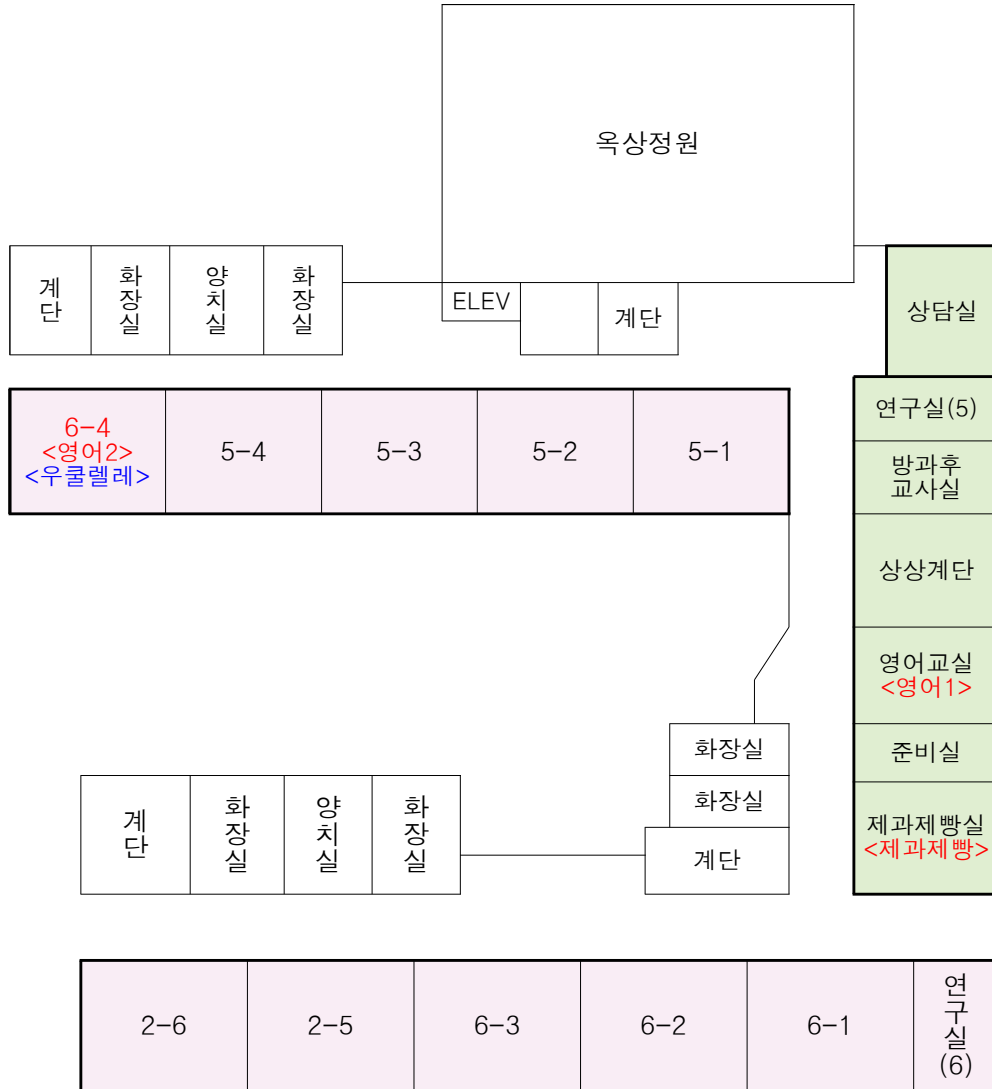 옥상정원
계단
화장실
양치실
화장실
ELEV
계단
상담실
6-4
<영어2>
<우쿨렐레>
5-4
5-3
5-2
5-1
연구실(5)
방과후
교사실
상상계단
영어교실
<영어1>
준비실
제과제빵실
<제과제빵>
화장실
화장실
계단
계단
화장실
양치실
화장실
2-6
2-5
6-3
6-2
6-1
연구실
(6)